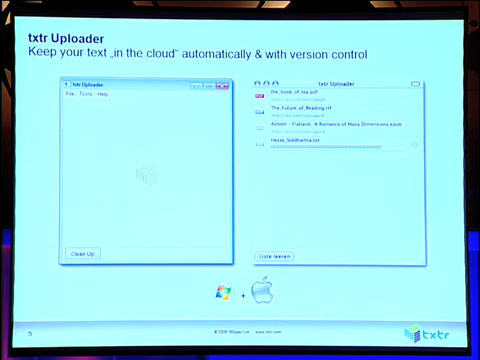 txtr Uploader
Keep your text „in the cloud“ automatically & with version control
txtr Uploader
File Tools Help
Clean Up
txtr Uploader
the_book_of_tea.pdf
The_Future_of_Reading.rtf
Abbott - Flatland, A Romance of Many Dimensions.epub
Hesse_Siddhartha.txt
Liste leeren
+
5
txtr